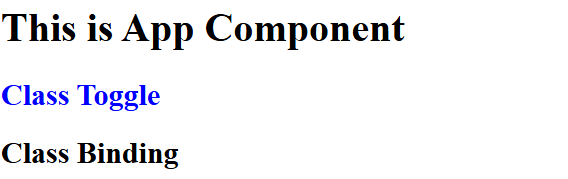 This is App Component
Class Toggle
Class Binding